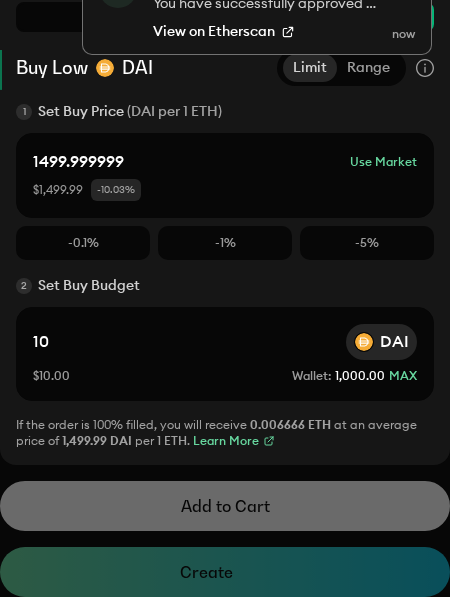 You have successfully approved ...
View on Etherscan
now
Buy Low DAI
Limit Range
1 Set Buy Price (DAI per 1 ETH)
1499.999999
Use Market
$1,499.99 -10.03%
-0.1% -1% -5%
2 Set Buy Budget
10
DAI
$10.00
Wallet: 1,000.00 MAX
If the order is 100% filled, you will receive 0.006666 ETH at an average
price of 1,499.99 DAI per 1 ETH. Learn More
Add to Cart
Create